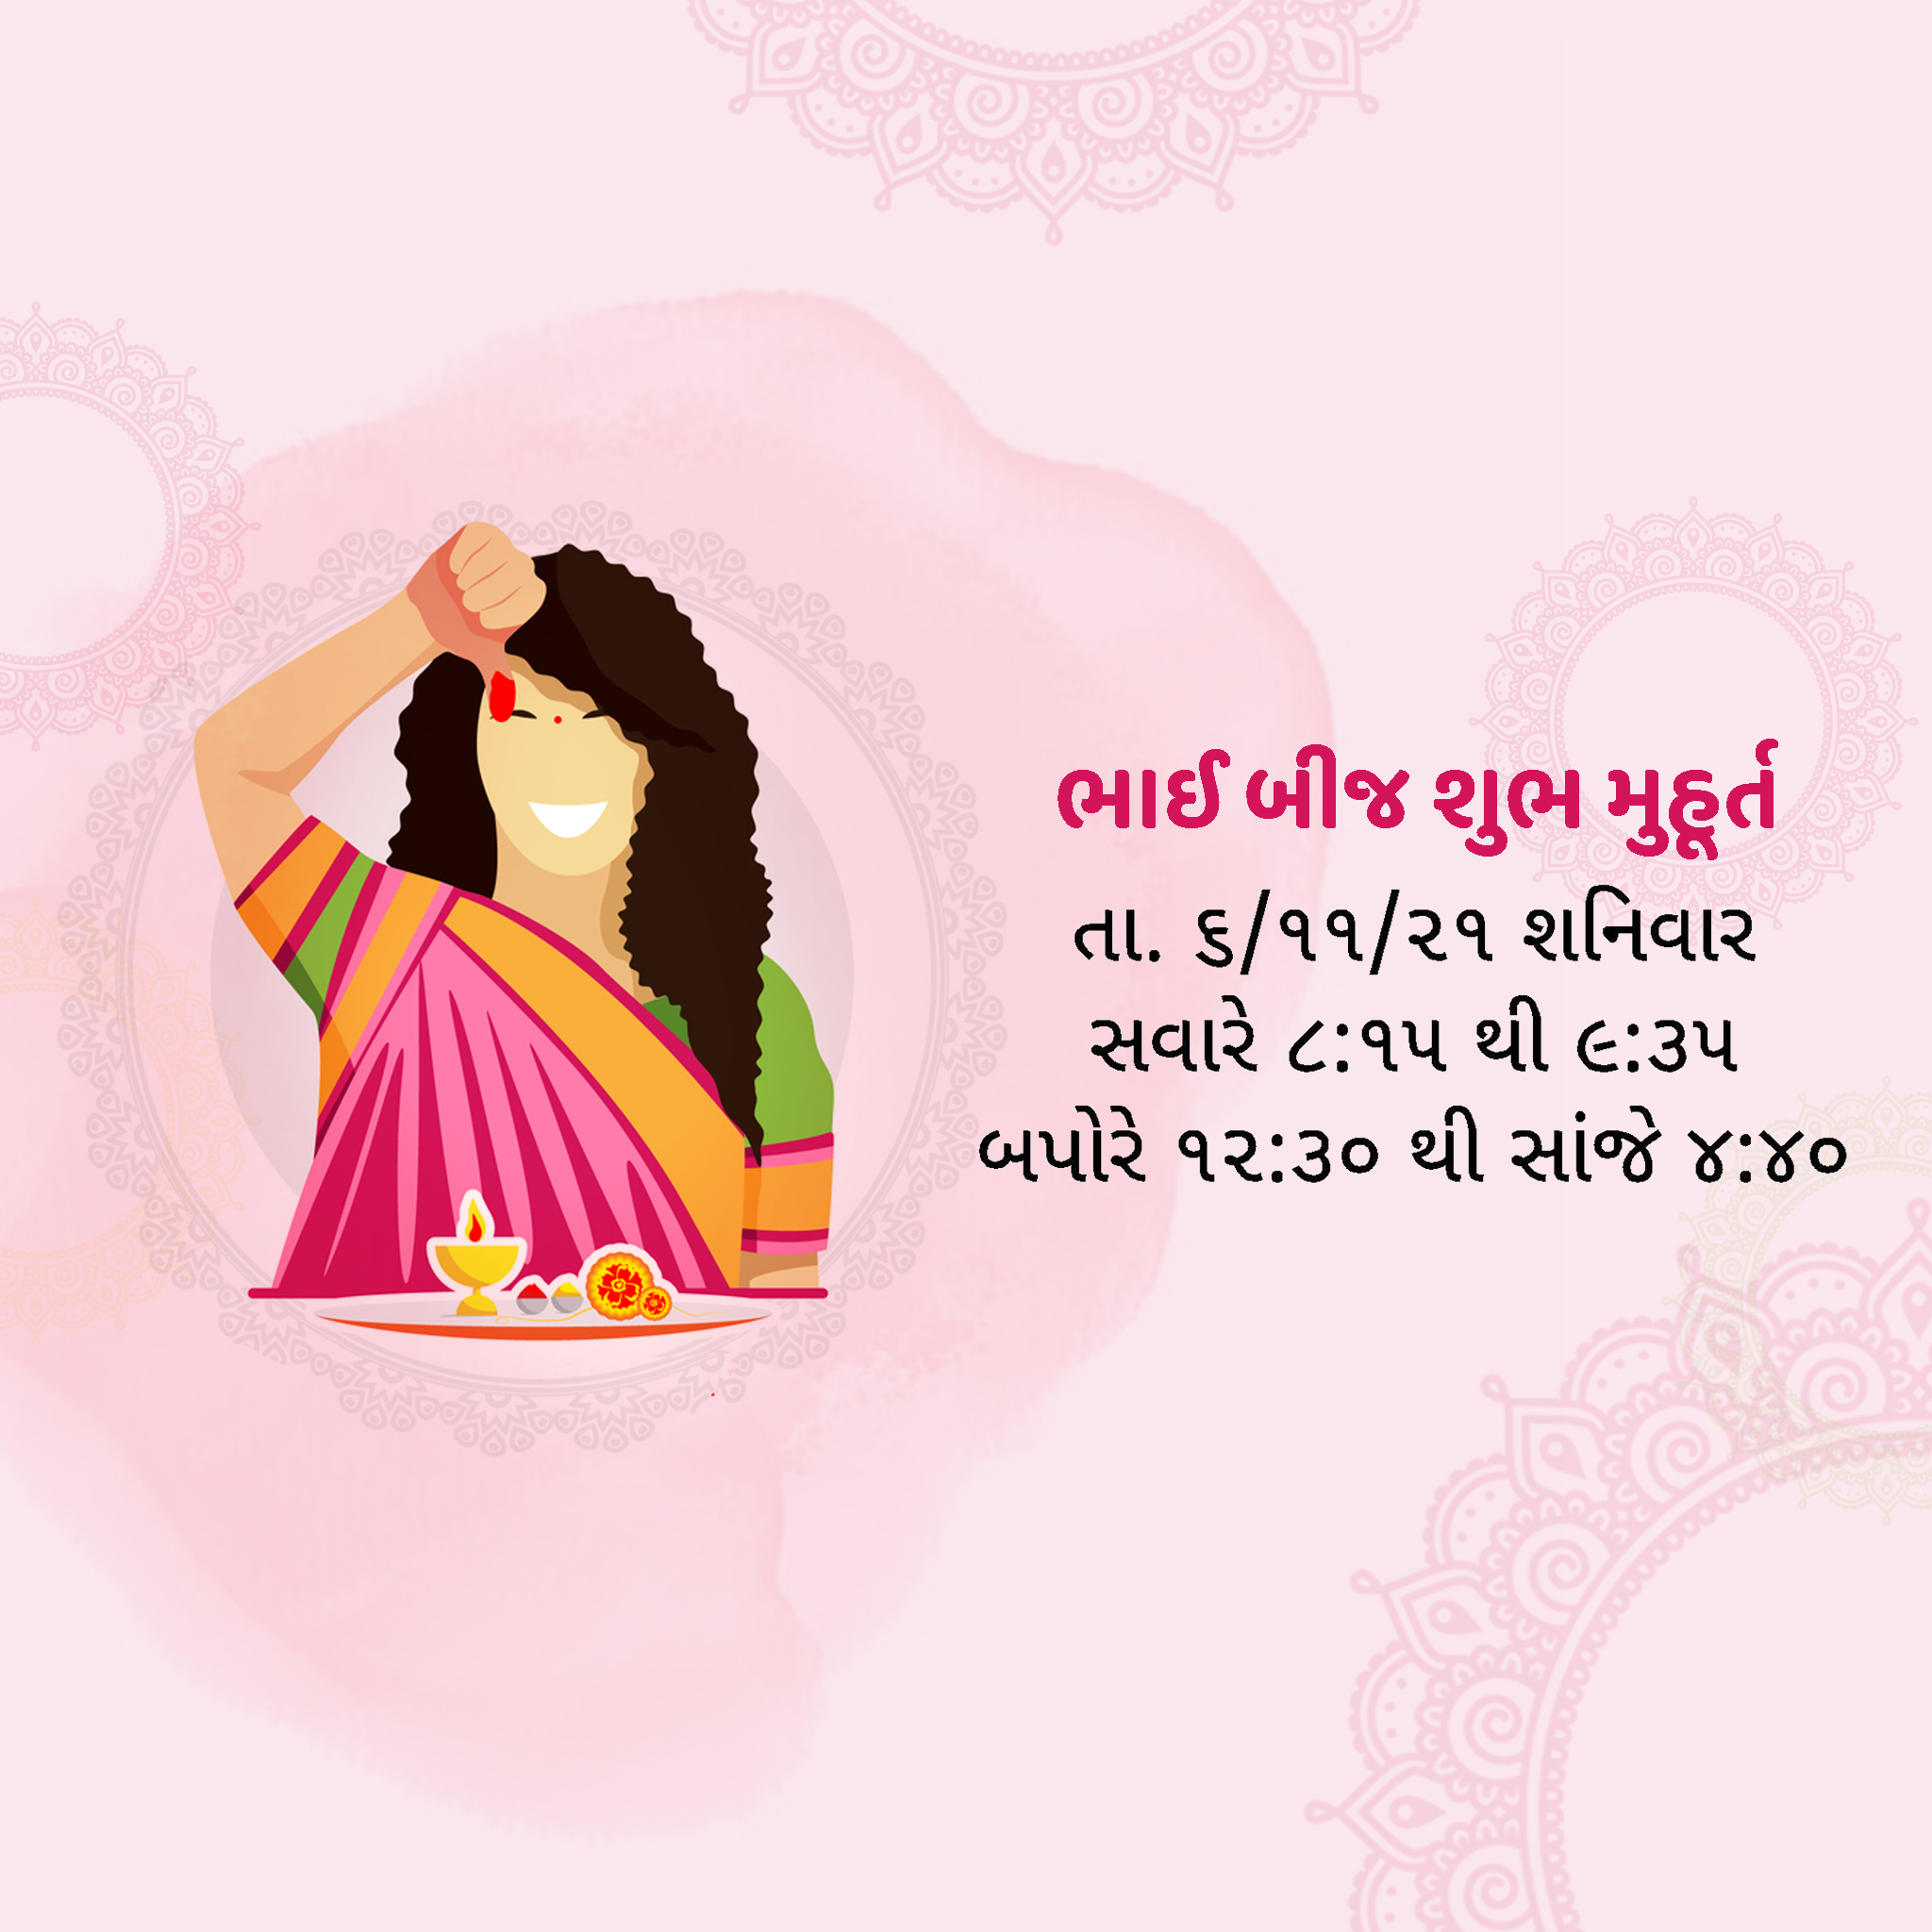 ભાઈ બીજ શુભ મુહૂર્ત
તા. ૬/૧૧/૨૧ શનિવાર
સવારે ૮:૧૫ થી ૯:૩૫
બપોરે ૧૨:૩૦ થી સાંજે ૪:૪૦